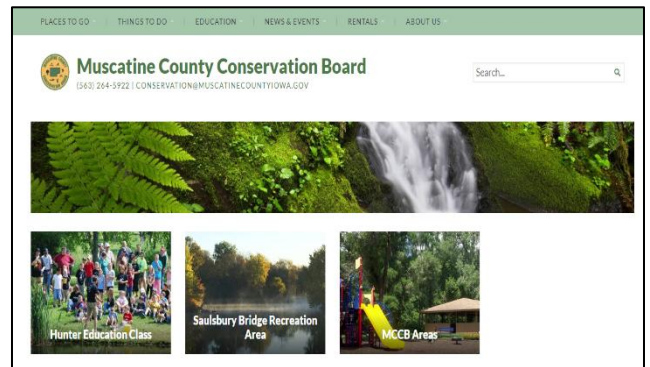 PLACES TO GO THINGS TO DO EDUCATION NEWS & EVENTS RENTALS ABOUT US
Muscatine County Conservation Board
(563) 264-5922 | CONSERVATION@MUSCATINECOUNTYIOWA.GOV
Search...
Hunter Education Class
Saulsbury Bridge Recreation
Area
MCCB Areas